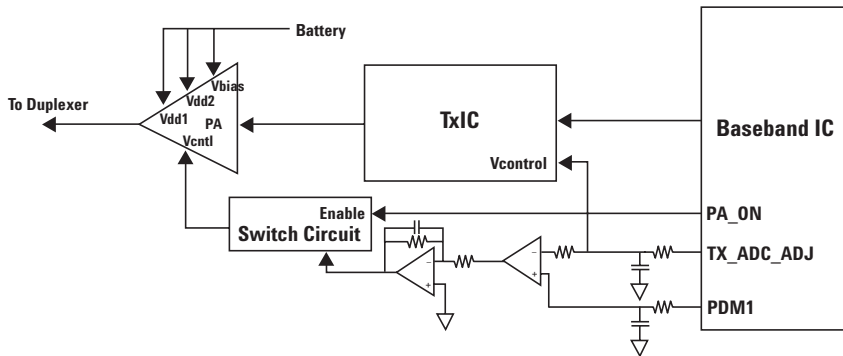 Battery
Vbias
Vdd2
Vdd1
To Duplexer
PA
Vcntl
TxIC
Vcontrol
Baseband IC
Enable
Switch Circuit
PA_ON
TX_ADC_ADJ
PDM1
−
+
−
+